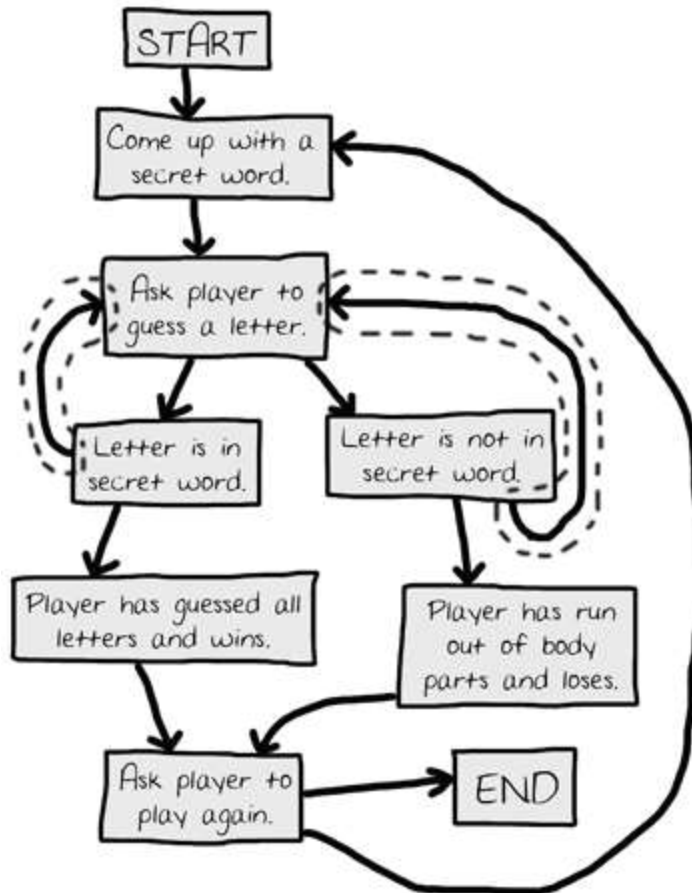 START
Come up with a
secret word.
Ask player to
guess a letter.
Letter is in
secret word.
Letter is not in
secret word.
Player has guessed all
letters and wins.
Player has run
out of body
parts and loses.
Ask player to
play again.
END